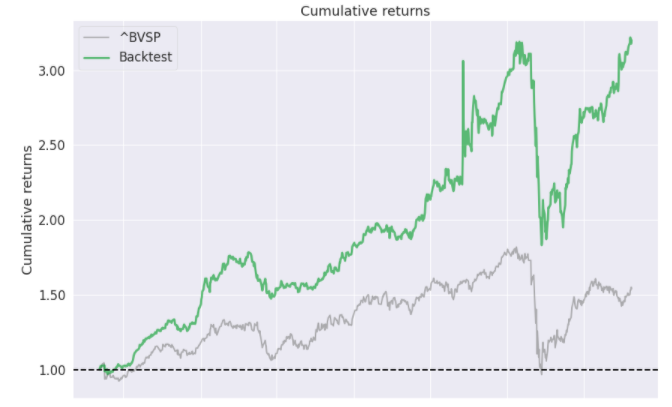 Cumulative returns
^BVSP
Backtest
3.00
2.50
2.00
1.50
1.00
Cumulative returns